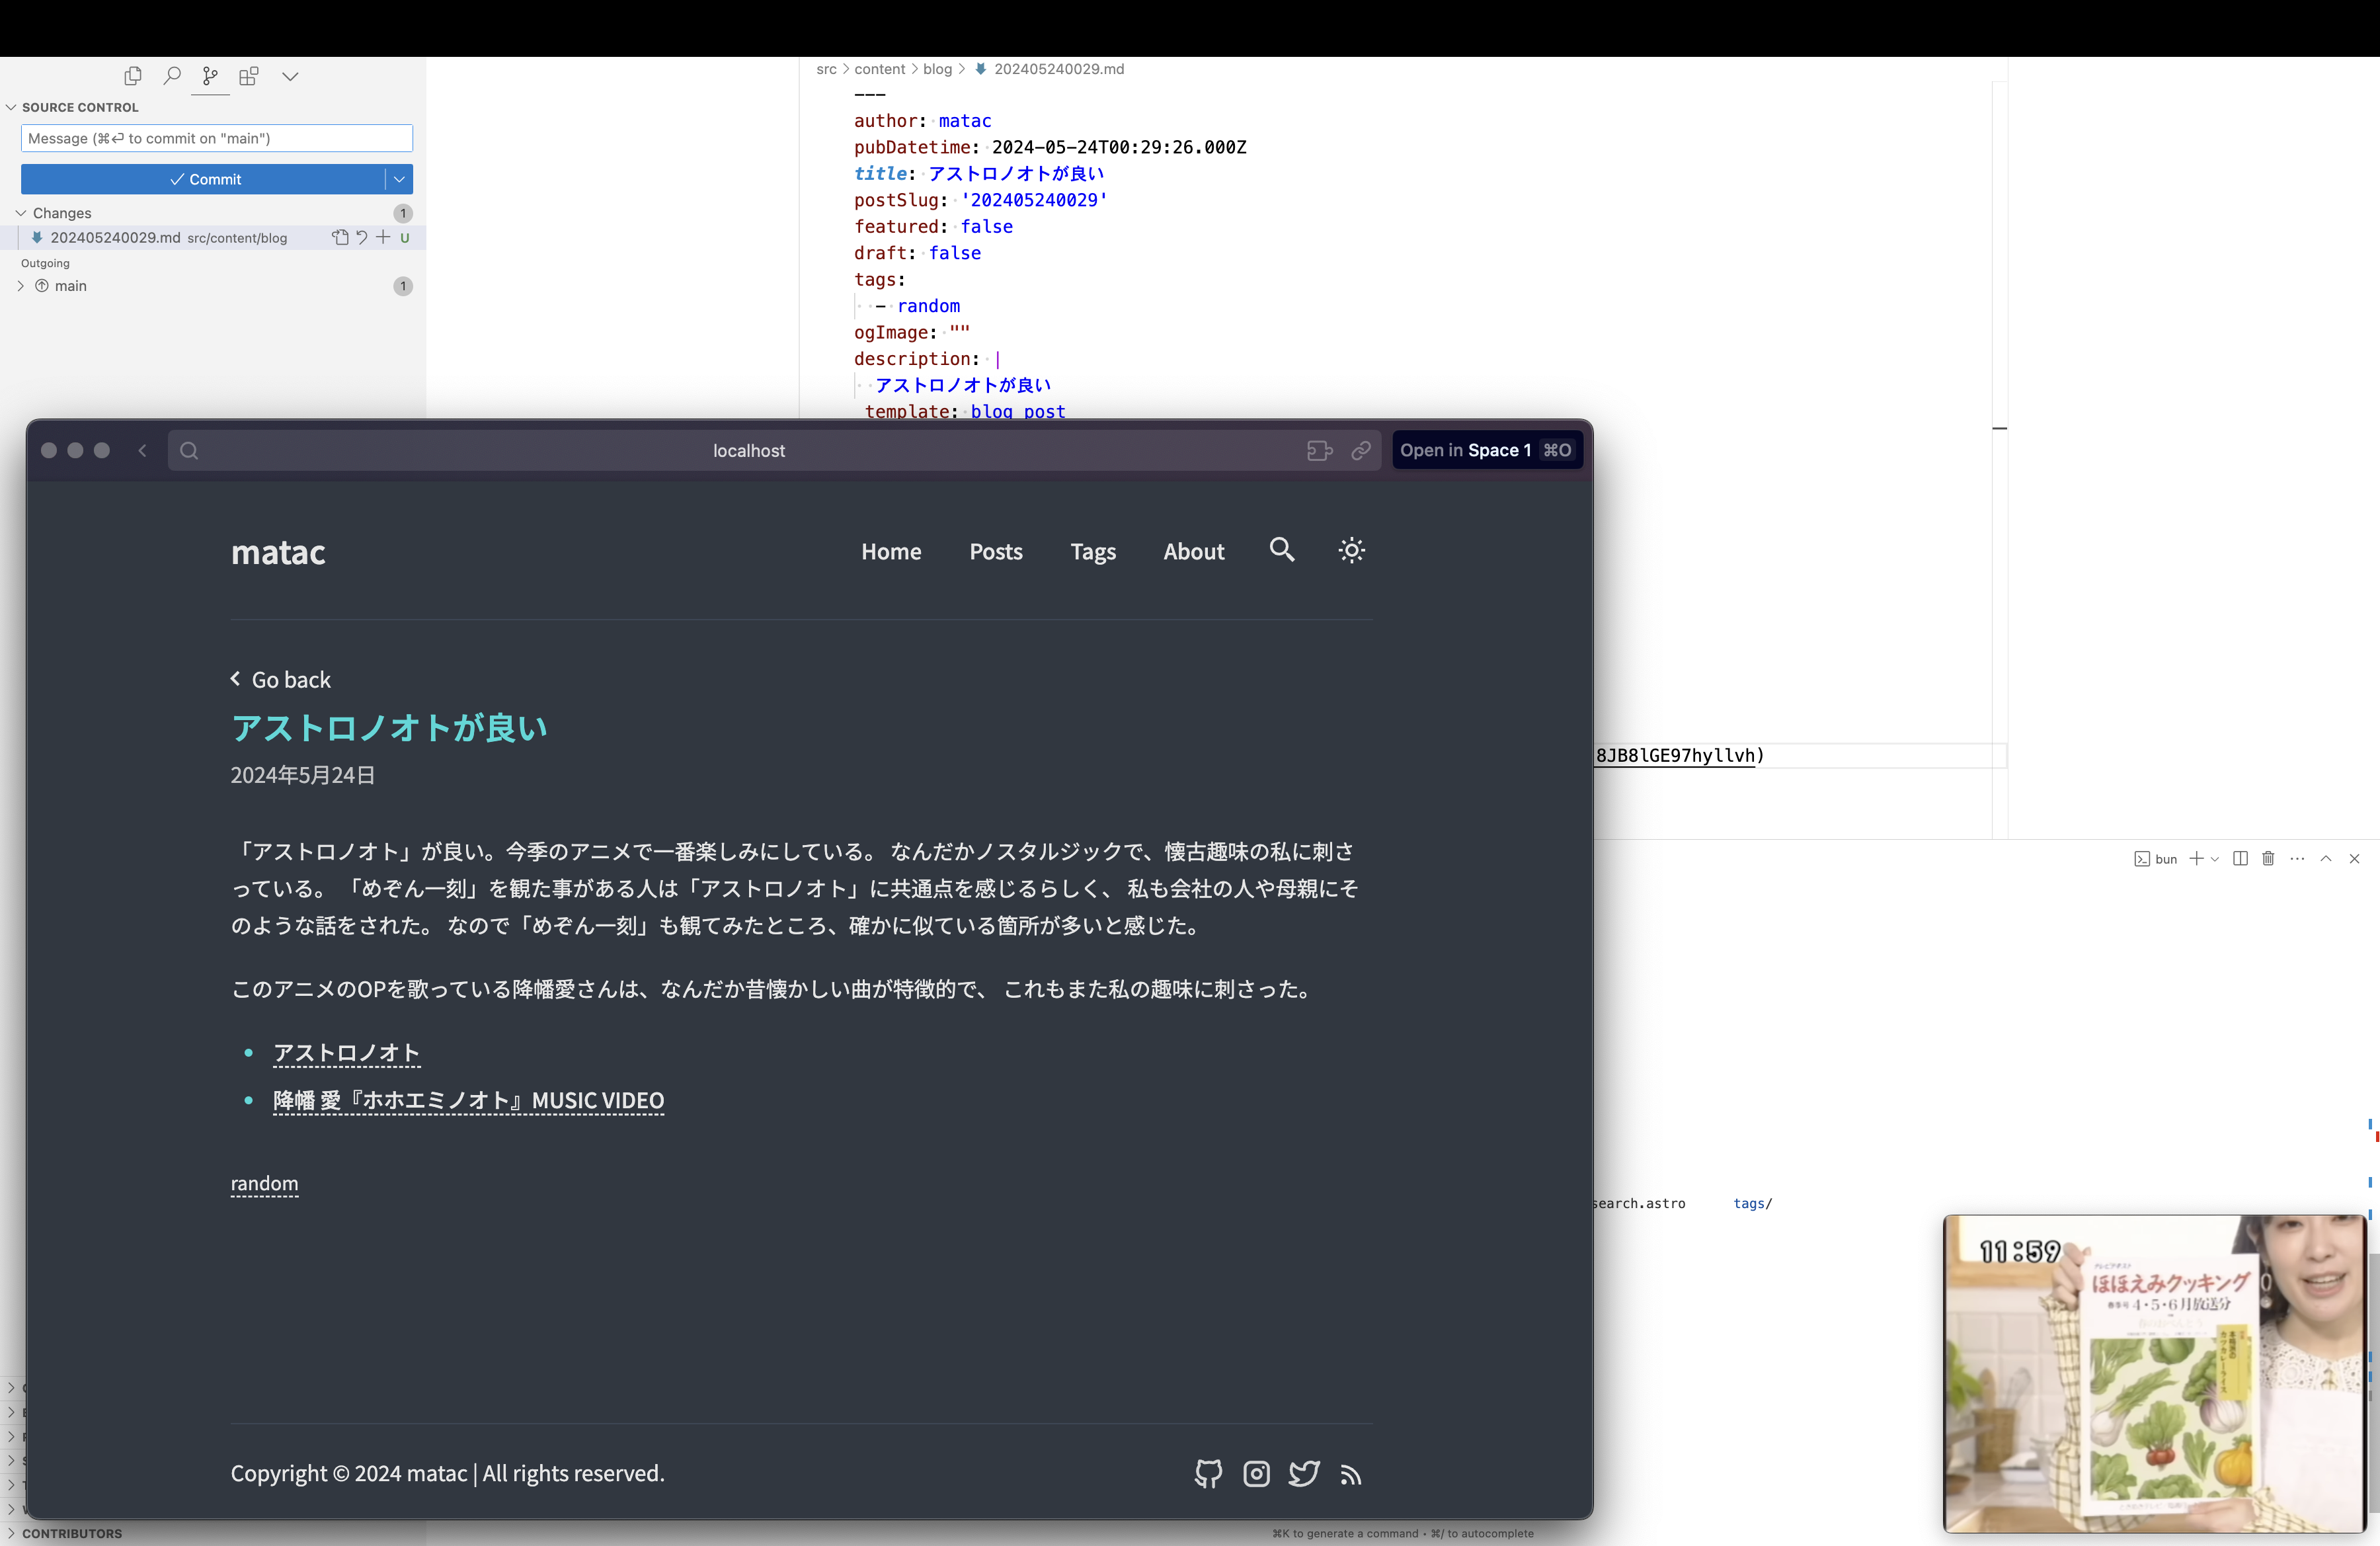 SOURCE CONTROL
Message (⌘⏎ to commit on "main")
Commit
Changes 1
202405240029.md src/content/blog U
Outgoing
main 1
src > content > blog > 202405240029.md
---
author: matac
pubDatetime: 2024-05-24T00:29:26.000Z
title: アストロノオトが良い
postSlug: '202405240029'
featured: false
draft: false
tags:
- random
ogImage: ""
description: |
アストロノオトが良い
template: blog_post
localhost
Open in Space 1 ⌘O
matac
Home Posts Tags About
Go back
アストロノオトが良い
2024年5月24日
「アストロノオト」が良い。今季のアニメで一番楽しみにしている。 なんだかノスタルジックで、懐古趣味の私に刺さ
っている。 「めぞん一刻」を観た事がある人は「アストロノオト」に共通点を感じるらしく、 私も会社の人や母親にそ
のような話をされた。 なので「めぞん一刻」も観てみたところ、確かに似ている箇所が多いと感じた。
このアニメのOPを歌っている降幡愛さんは、なんだか昔懐かしい曲が特徴的で、 これもまた私の趣味に刺さった。
アストロノオト
降幡 愛『ホホエミノオト』MUSIC VIDEO
random
Copyright © 2024 matac | All rights reserved.
8JB8lGE97hyllvh)
bun
search.astro tags/
11:59
ほほえみクッキング
春季号 4・5・6月放送分
CONTRIBUTORS
⌘K to generate a command • ⌘/ to autocomplete